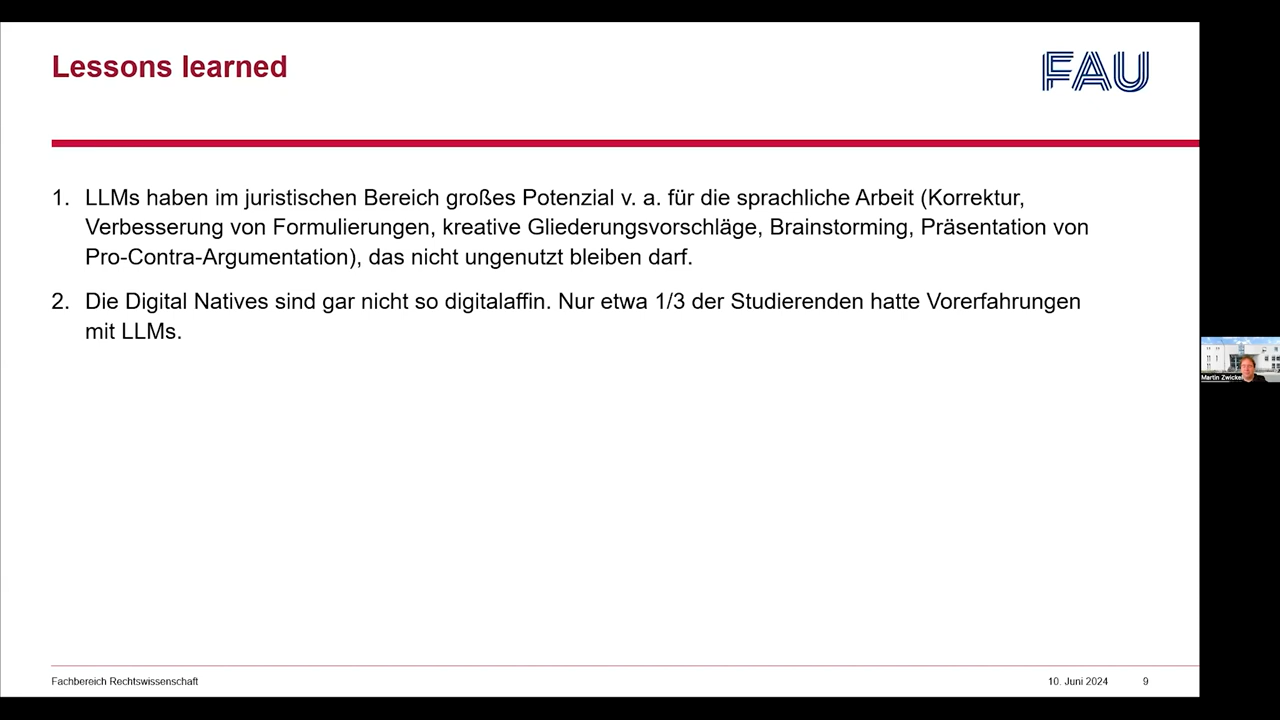 Lessons learned
FAU
1. LLMs haben im juristischen Bereich großes Potenzial v. a. für die sprachliche Arbeit (Korrektur,
Verbesserung von Formulierungen, kreative Gliederungsvorschläge, Brainstorming, Präsentation von
Pro-Contra-Argumentation), das nicht ungenutzt bleiben darf.
2. Die Digital Natives sind gar nicht so digitalaffin. Nur etwa 1/3 der Studierenden hatte Vorerfahrungen
mit LLMs.
Martin Zwickel
Fachbereich Rechtswissenschaft
10. Juni 2024 9